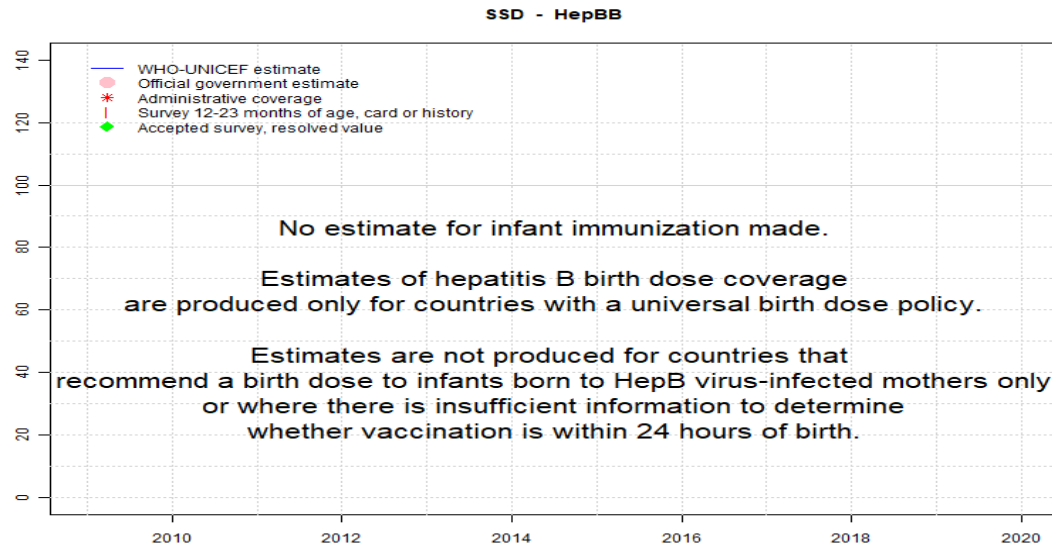 SSD - HepBB
WHO-UNICEF estimate
Official government estimate
Administrative coverage
Survey 12-23 months of age, card or history
Accepted survey, resolved value
140
120
100
80
60
40
20
0
No estimate for infant immunization made.
Estimates of hepatitis B birth dose coverage
are produced only for countries with a universal birth dose policy.
Estimates are not produced for countries that
recommend a birth dose to infants born to HepB virus-infected mothers only
or where there is insufficient information to determine
whether vaccination is within 24 hours of birth.
2010 2012 2014 2016 2018 2020